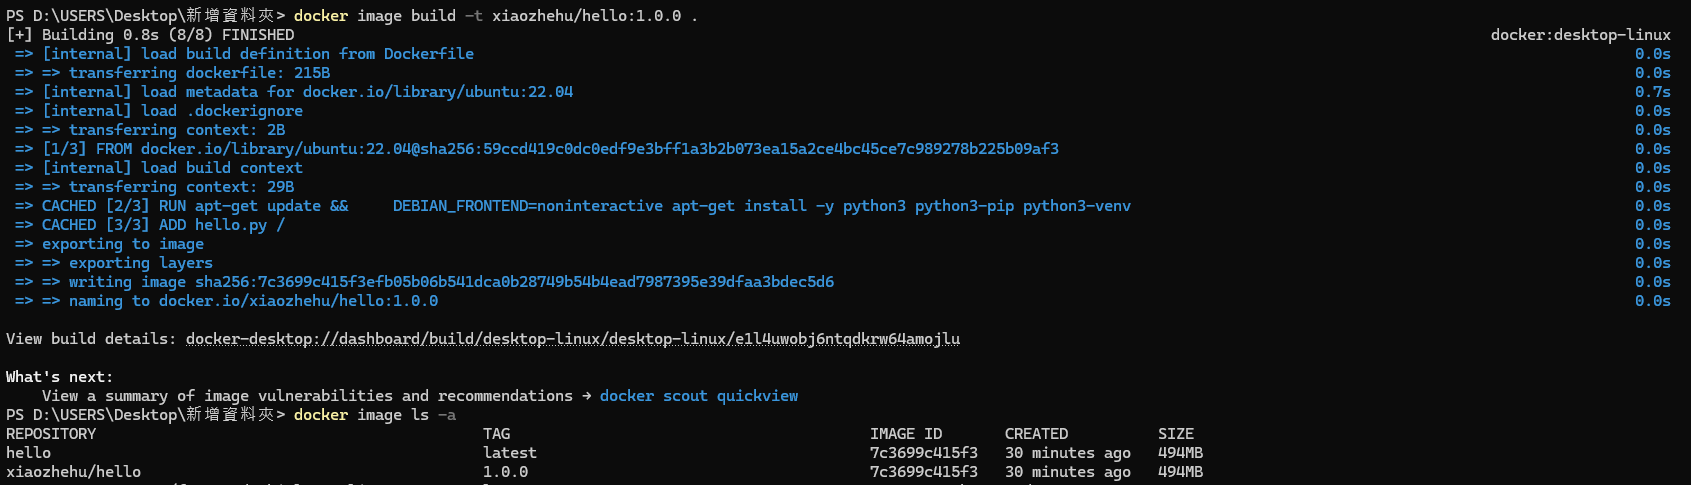 PS D:\USERS\Desktop\新增資料夾> docker image build -t xiaozhehu/hello:1.0.0 .
[+] Building 0.8s (8/8) FINISHED docker:desktop-linux
=> [internal] load build definition from Dockerfile 0.0s
=> => transferring dockerfile: 215B 0.0s
=> [internal] load metadata for docker.io/library/ubuntu:22.04 0.7s
=> [internal] load .dockerignore 0.0s
=> => transferring context: 2B 0.0s
=> [1/3] FROM docker.io/library/ubuntu:22.04@sha256:59ccd419c0dc0edf9e3bff1a3b2b073ea15a2ce4bc45ce7c989278b225b09af3 0.0s
=> [internal] load build context 0.0s
=> => transferring context: 29B 0.0s
=> CACHED [2/3] RUN apt-get update &&     DEBIAN_FRONTEND=noninteractive apt-get install -y python3 python3-pip python3-venv 0.0s
=> CACHED [3/3] ADD hello.py / 0.0s
=> exporting to image 0.0s
=> => exporting layers 0.0s
=> => writing image sha256:7c3699c415f3efb05b06b541dca0b28749b54b4ead7987395e39dfaa3bdec5d6 0.0s
=> => naming to docker.io/xiaozhehu/hello:1.0.0 0.0s
View build details: docker-desktop://dashboard/build/desktop-linux/desktop-linux/e1l4uwobj6ntqdkrw64amojlu
What's next:
View a summary of image vulnerabilities and recommendations → docker scout quickview
PS D:\USERS\Desktop\新增資料夾> docker image ls -a
REPOSITORY TAG IMAGE ID CREATED SIZE
hello latest 7c3699c415f3 30 minutes ago 494MB
xiaozhehu/hello 1.0.0 7c3699c415f3 30 minutes ago 494MB